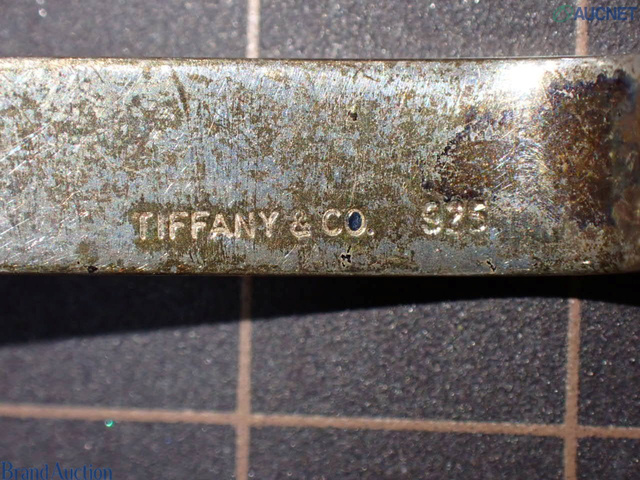 AUCNET
TIFFANY & CO. 925
Brand Auction